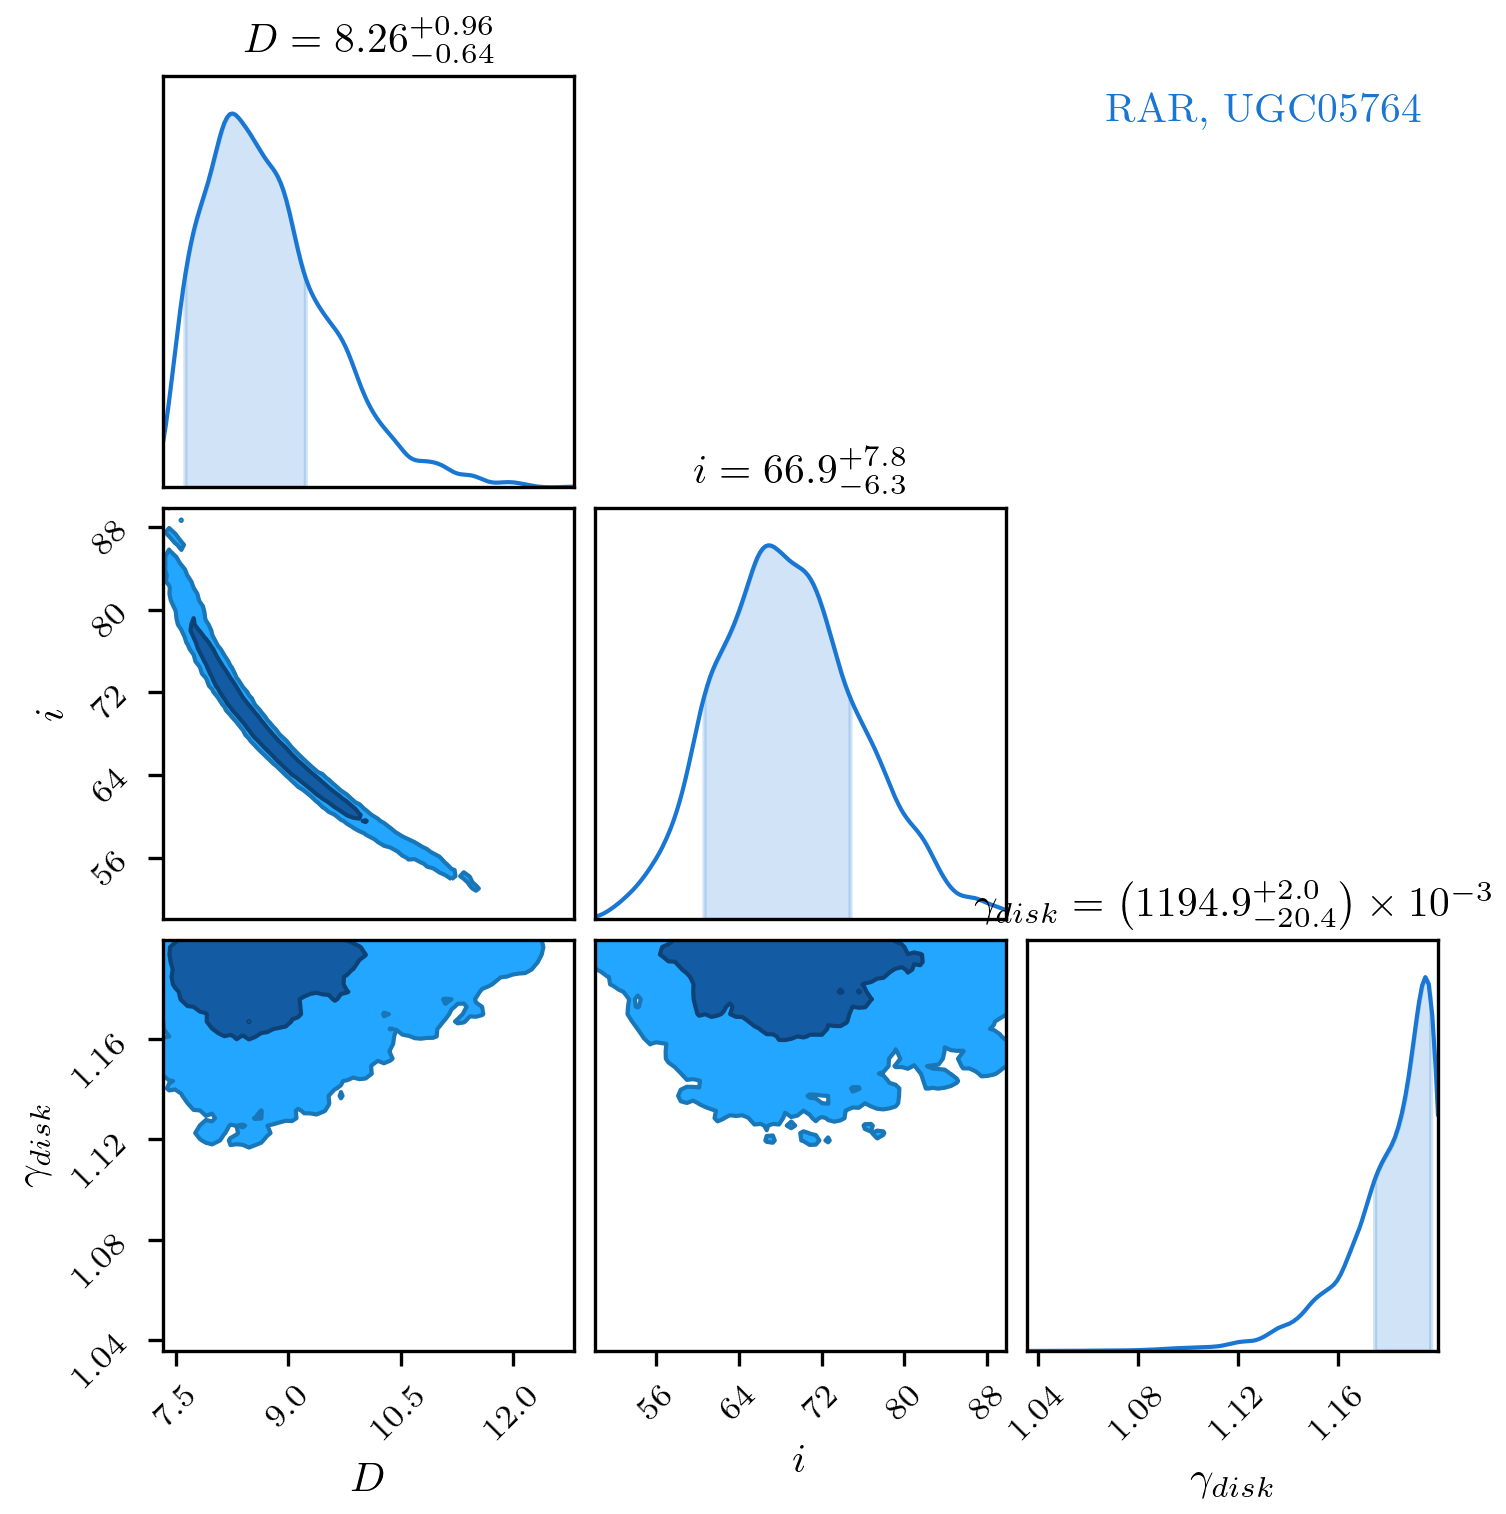 D = 8.26^{+0.96}_{-0.64}
RAR, UGC05764
i = 66.9^{+7.8}_{-6.3}
88
80
72
64
56
i
γ_{disk} = (1194.9^{+2.0}_{-20.4}) × 10^{-3}
1.16
1.12
1.08
1.04
γ_{disk}
7.5 9.0 10.5 12.0
56 64 72 80 88
1.04 1.08 1.12 1.16
D
i
γ_{disk}